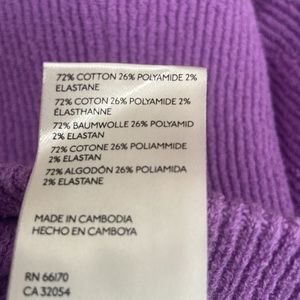 72% COTTON 26% POLYAMIDE 2%
ELASTANE
72% COTON 26% POLYAMIDE 2%
ÉLASTHANNE
72% BAUMWOLLE 26% POLYAMID
2% ELASTAN
72% COTONE 26% POLIAMMIDE
2% ELASTAN
72% ALGODÓN 26% POLIAMIDA
2% ELASTANE
MADE IN CAMBODIA
HECHO EN CAMBOYA
RN 66170
CA 32054